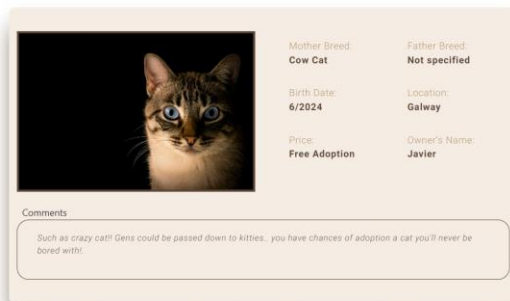 Mother Breed:
Father Breed:
Cow Cat
Not specified
Birth Date:
Location:
6/2024
Galway
Price:
Owner's Name:
Free Adoption
Javier
Comments
Such as crazy cat!! Gens could be passed down to kitties.. you have chances of adoption a cat you'll never be
bored with!.